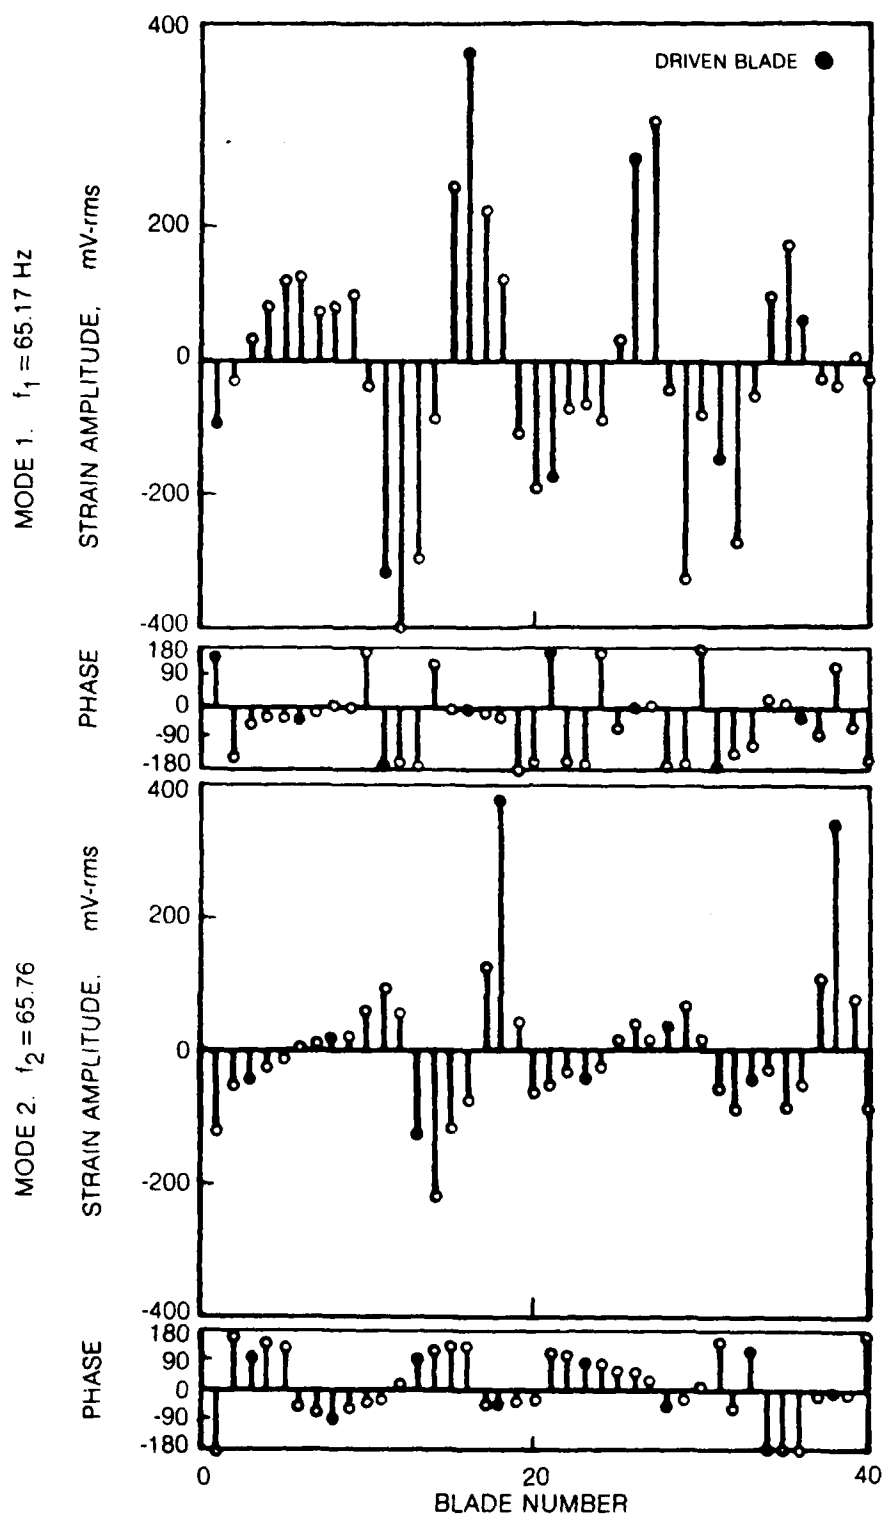 400
DRIVEN BLADE
200
0
-200
-400
MODE 1. f1 = 65.17 Hz
STRAIN AMPLITUDE, mV-rms
180
90
0
-90
-180
PHASE
400
200
0
-200
-400
MODE 2. f2 = 65.76
STRAIN AMPLITUDE, mV-rms
180
90
0
-90
-180
PHASE
0 20 40
BLADE NUMBER